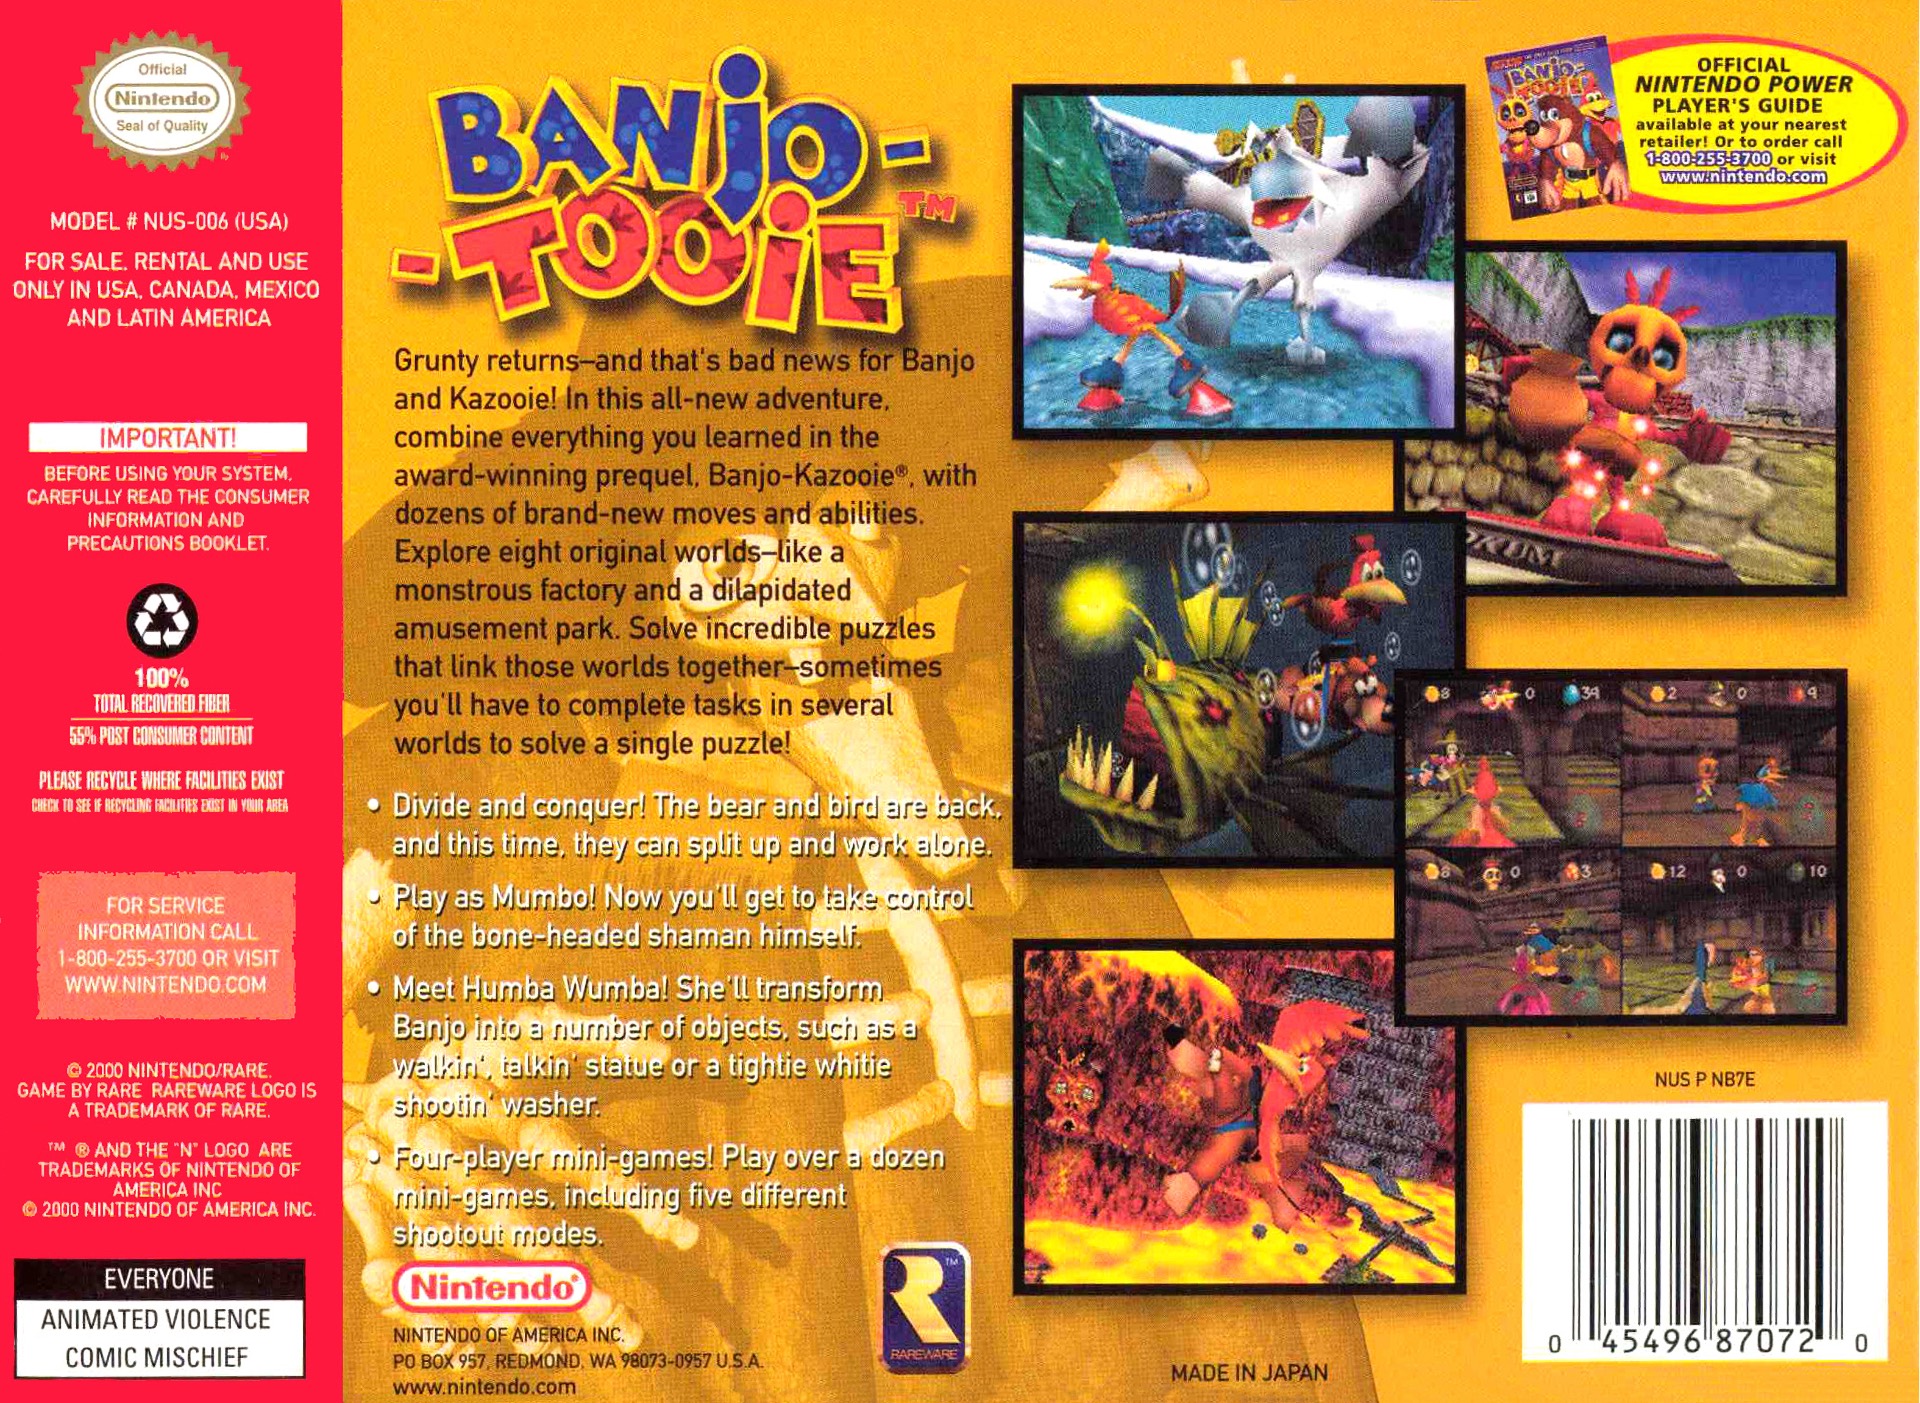 Official
Nintendo
Seal of Quality
MODEL # NUS-006 (USA)
FOR SALE, RENTAL AND USE
ONLY IN USA, CANADA, MEXICO
AND LATIN AMERICA
IMPORTANT!
BEFORE USING YOUR SYSTEM,
CAREFULLY READ THE CONSUMER
INFORMATION AND
PRECAUTIONS BOOKLET.
100%
TOTAL RECOVERED FIBER
55% POST CONSUMER CONTENT
PLEASE RECYCLE WHERE FACILITIES EXIST
CHECK TO SEE IF RECYCLING FACILITIES EXIST IN YOUR AREA
FOR SERVICE
INFORMATION CALL
1-800-255-3700 OR VISIT
WWW.NINTENDO.COM
© 2000 NINTENDO/RARE.
GAME BY RARE RAREWARE LOGO IS
A TRADEMARK OF RARE.
™ ® AND THE "N" LOGO ARE
TRADEMARKS OF NINTENDO OF
AMERICA INC
© 2000 NINTENDO OF AMERICA INC.
EVERYONE
ANIMATED VIOLENCE
COMIC MISCHIEF
BANJO-
-TOOIE™
Grunty returns—and that's bad news for Banjo
and Kazooie! In this all-new adventure,
combine everything you learned in the
award-winning prequel, Banjo-Kazooie®, with
dozens of brand-new moves and abilities.
Explore eight original worlds—like a
monstrous factory and a dilapidated
amusement park. Solve incredible puzzles
that link those worlds together—sometimes
you'll have to complete tasks in several
worlds to solve a single puzzle!
• Divide and conquer! The bear and bird are back,
and this time, they can split up and work alone.
• Play as Mumbo! Now you'll get to take control
of the bone-headed shaman himself.
• Meet Humba Wumba! She'll transform
Banjo into a number of objects, such as a
walkin', talkin' statue or a tightie whitie
shootin' washer.
• Four-player mini-games! Play over a dozen
mini-games, including five different
shootout modes.
Nintendo®
NINTENDO OF AMERICA INC.
PO BOX 957, REDMOND, WA 98073-0957 U.S.A.
www.nintendo.com
™
RAREWARE
BANJO-
TOOIE
OFFICIAL
NINTENDO POWER
PLAYER'S GUIDE
available at your nearest
retailer! Or to order call
1-800-255-3700 or visit
www.nintendo.com
OKUM
8 0 39
2 0 4
8 0 3
12 0 10
NUS P NB7E
0 45496 87072 0
MADE IN JAPAN